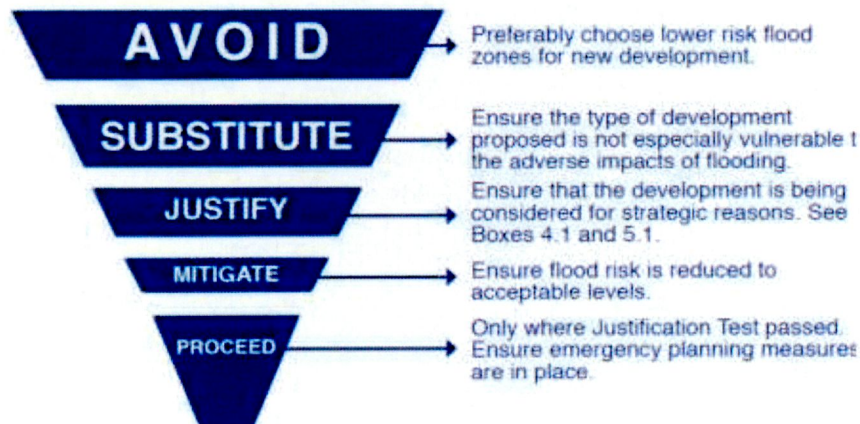 AVOID
Preferably choose lower risk flood
zones for new development.
SUBSTITUTE
Ensure the type of development
proposed is not especially vulnerable t
the adverse impacts of flooding.
JUSTIFY
Ensure that the development is being
considered for strategic reasons. See
Boxes 4.1 and 5.1.
MITIGATE
Ensure flood risk is reduced to
acceptable levels.
PROCEED
Only where Justification Test passed.
Ensure emergency planning measures
are in place.